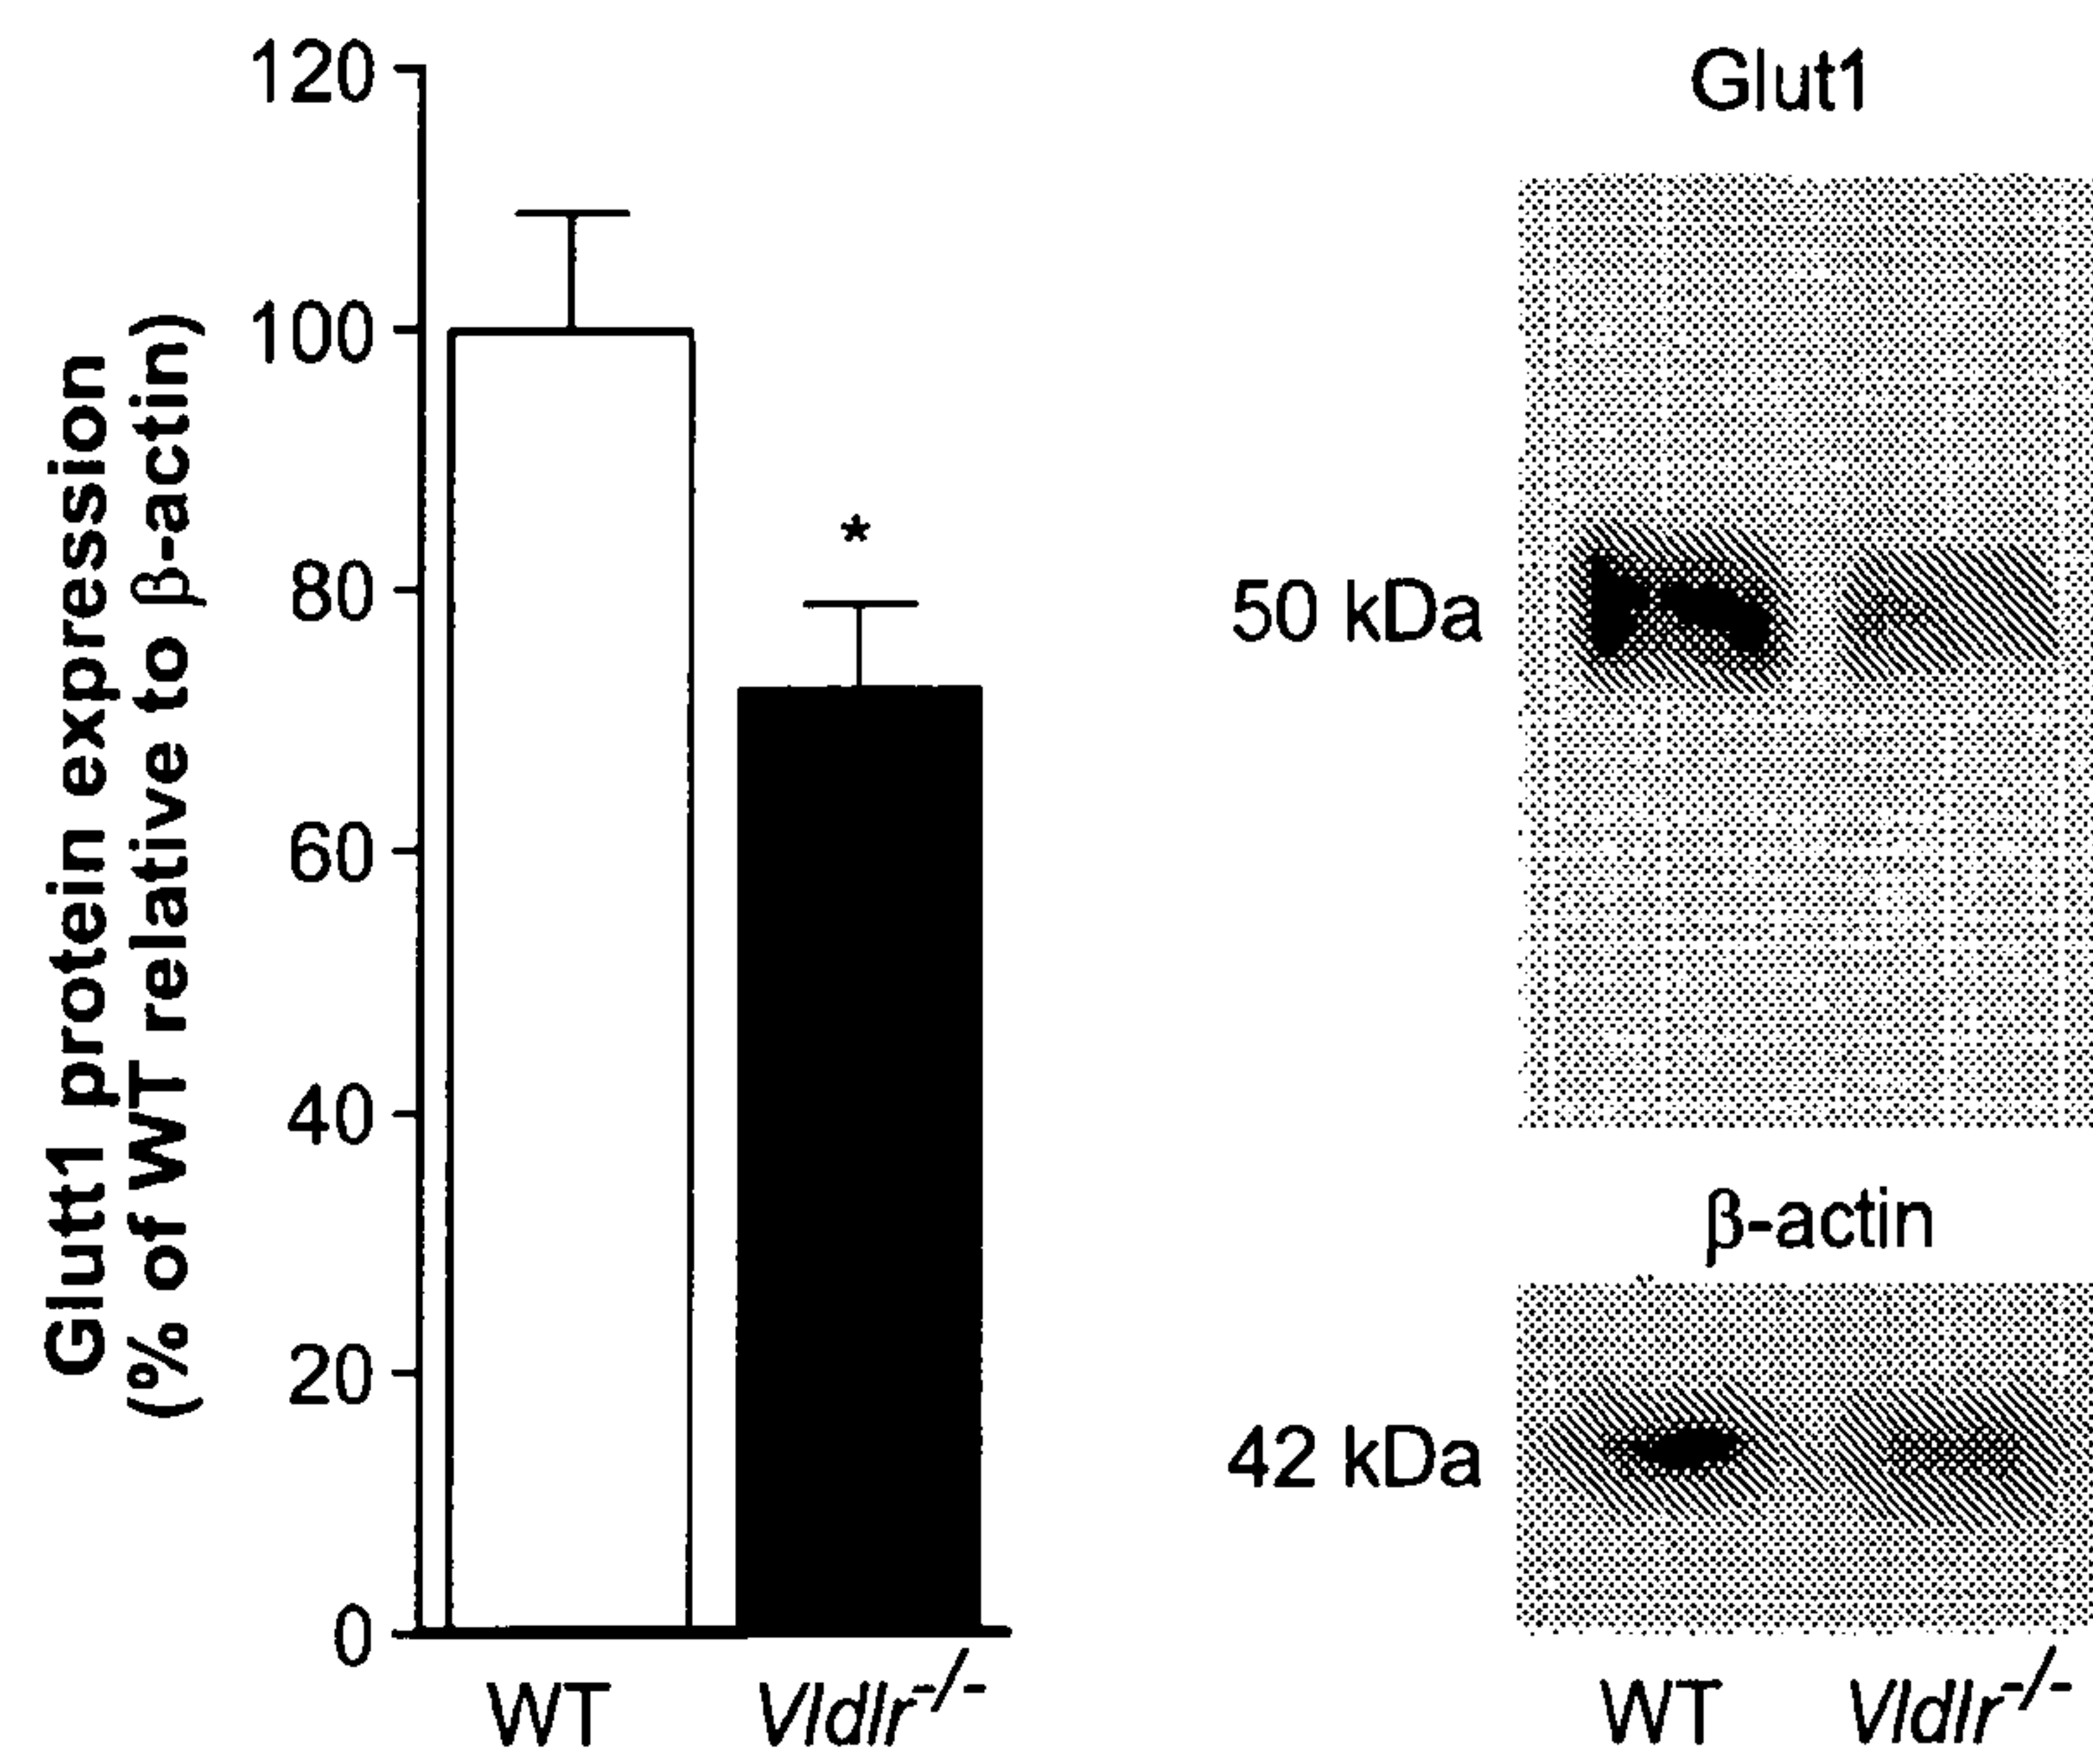 Glutt1 protein expression
(% of WT relative to β-actin)
120
100
80
60
40
20
0
*
WT
Vldlr-/-
Glut1
50 kDa
β-actin
42 kDa
WT
Vldlr-/-